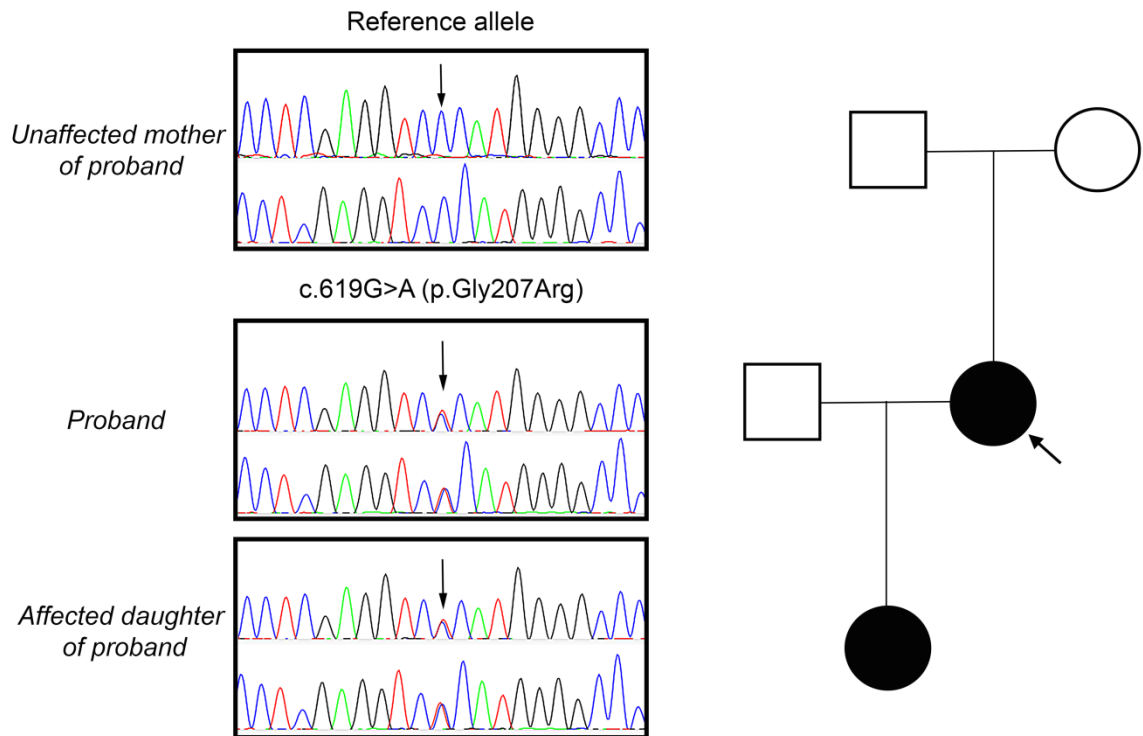 Reference allele
Unaffected mother
of proband
c.619G>A (p.Gly207Arg)
Proband
Affected daughter
of proband